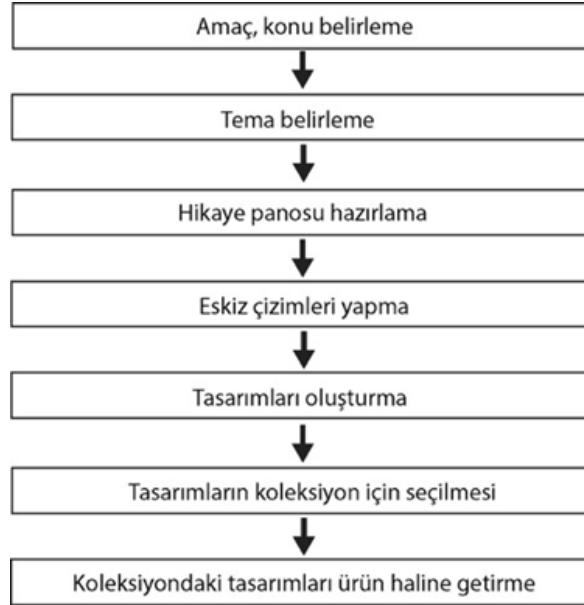 Amaç, konu belirleme
Tema belirleme
Hikaye panosu hazırlama
Eskiz çizimleri yapma
Tasarımları oluşturma
Tasarımların koleksiyon için seçilmesi
Koleksiyondaki tasarımları ürün haline getirme